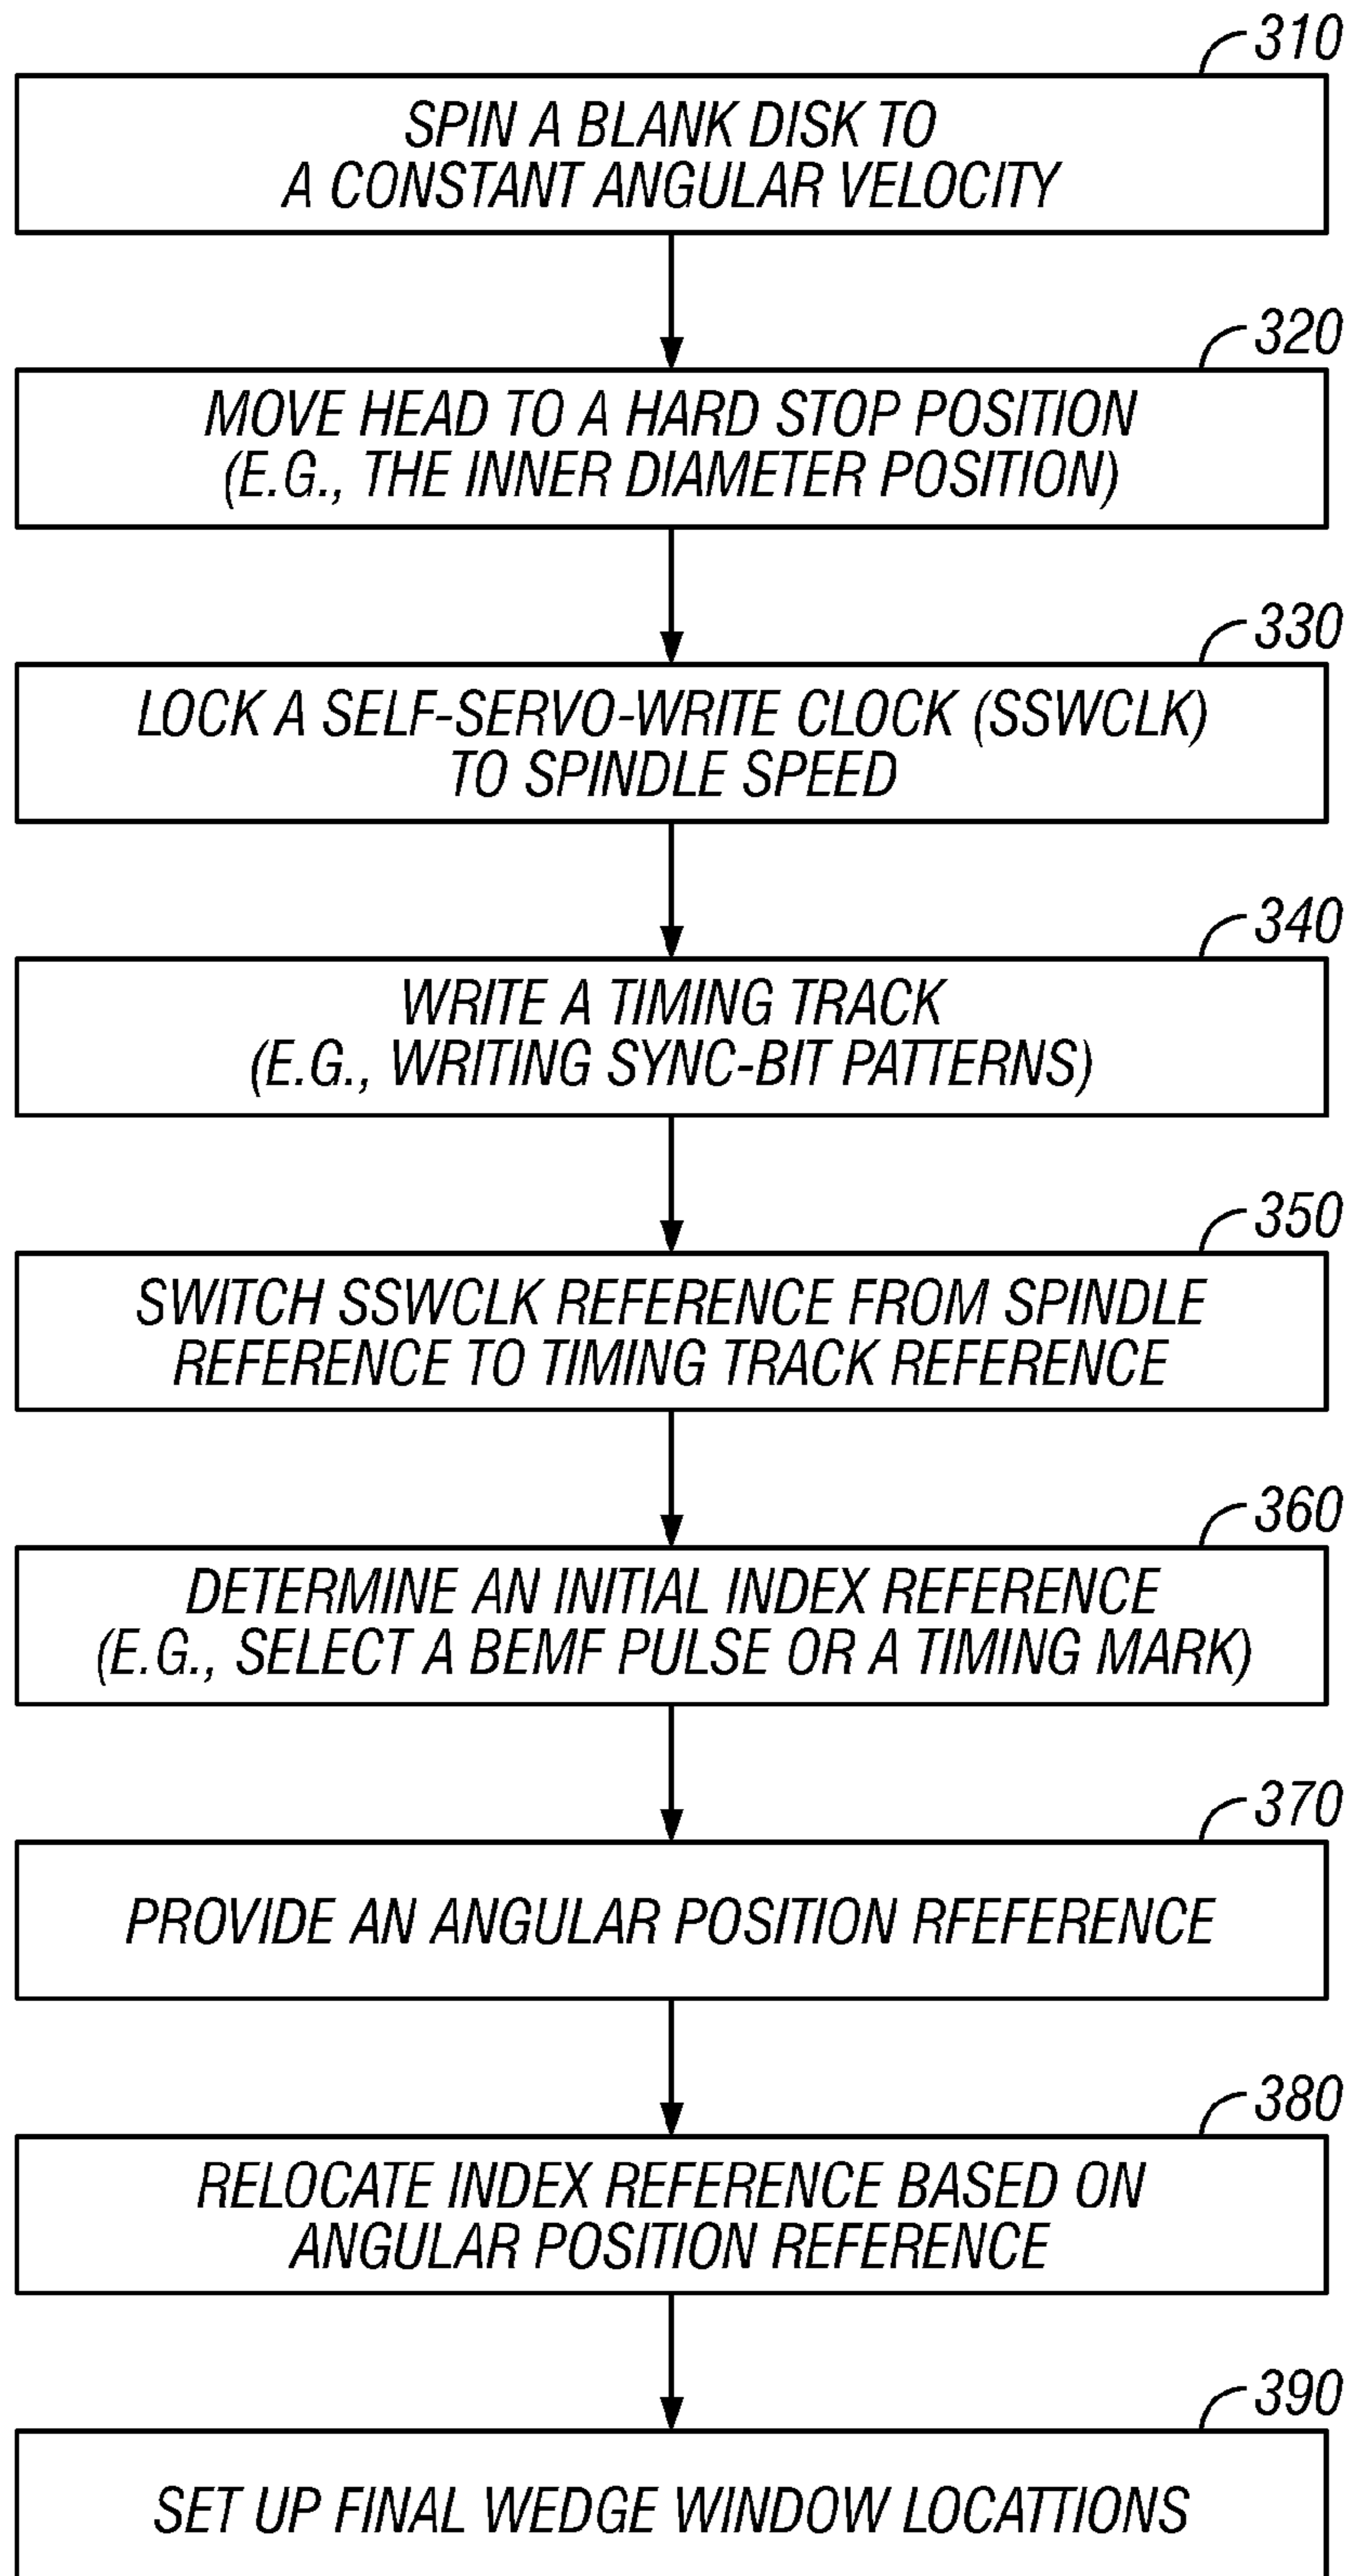 310
SPIN A BLANK DISK TO
A CONSTANT ANGULAR VELOCITY
320
MOVE HEAD TO A HARD STOP POSITION
(E.G., THE INNER DIAMETER POSITION)
330
LOCK A SELF-SERVO-WRITE CLOCK (SSWCLK)
TO SPINDLE SPEED
340
WRITE A TIMING TRACK
(E.G., WRITING SYNC-BIT PATTERNS)
350
SWITCH SSWCLK REFERENCE FROM SPINDLE
REFERENCE TO TIMING TRACK REFERENCE
360
DETERMINE AN INITIAL INDEX REFERENCE
(E.G., SELECT A BEMF PULSE OR A TIMING MARK)
370
PROVIDE AN ANGULAR POSITION RFEFERENCE
380
RELOCATE INDEX REFERENCE BASED ON
ANGULAR POSITION REFERENCE
390
SET UP FINAL WEDGE WINDOW LOCATTIONS